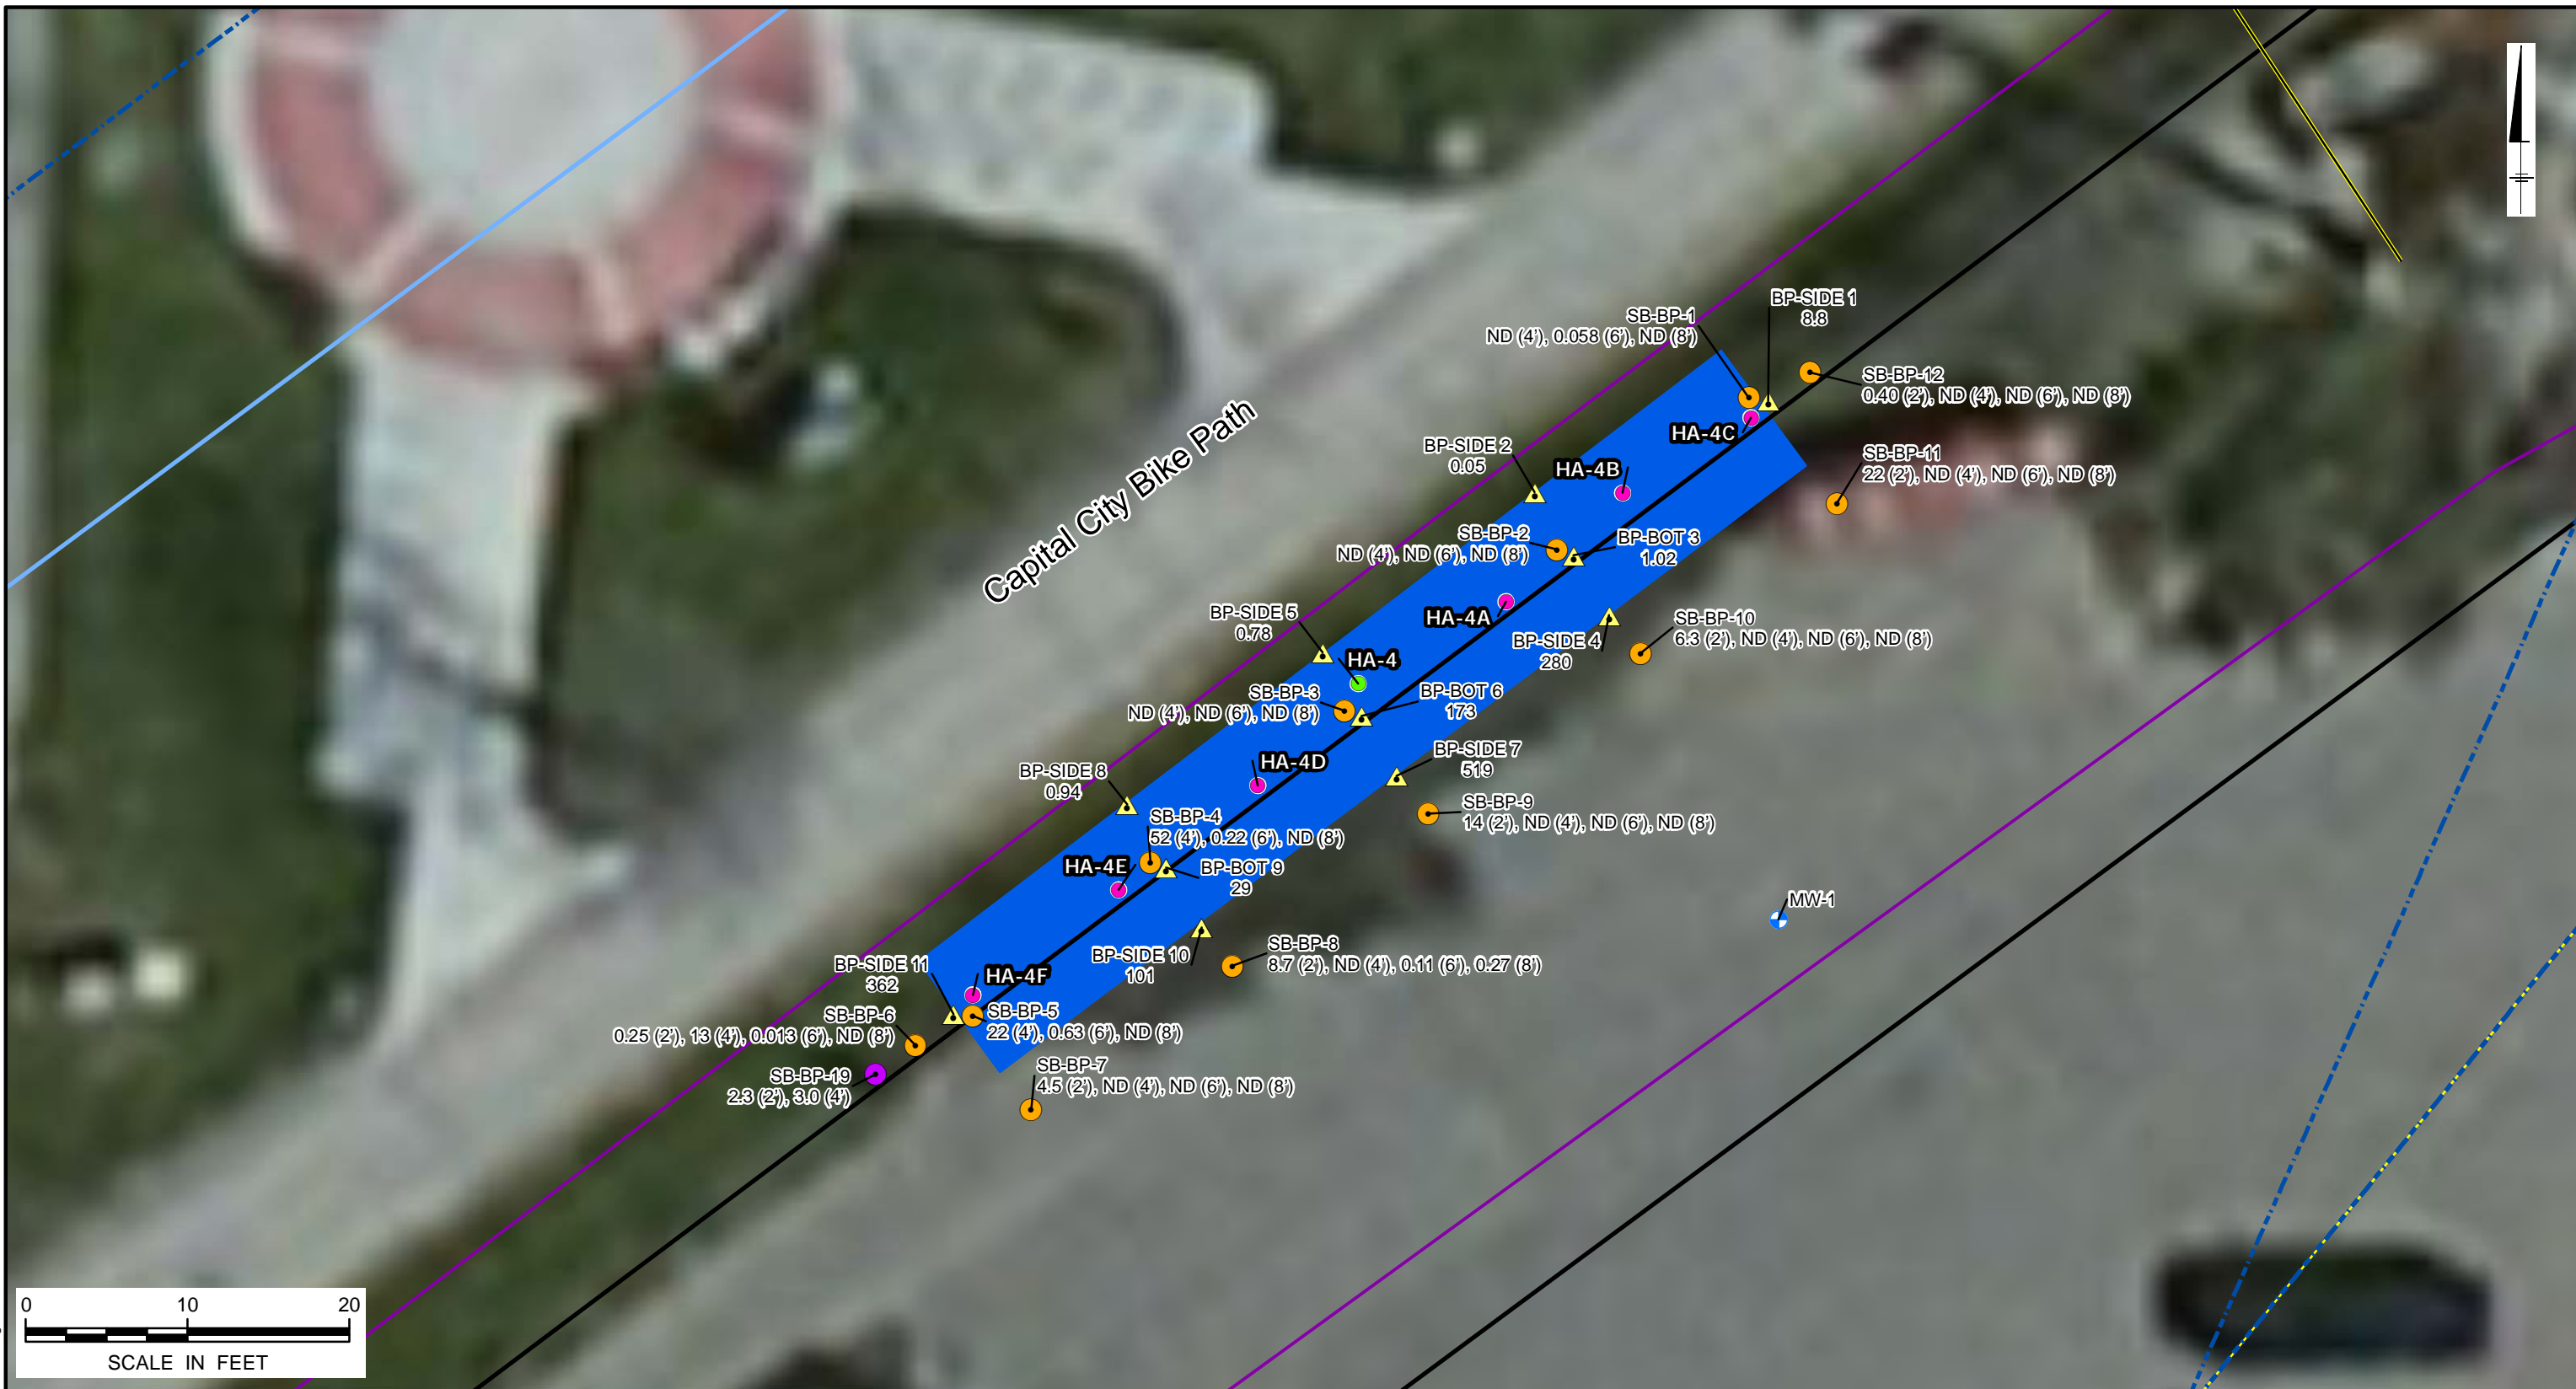 BP-SIDE 1
8.8
SB-BP-1
ND (4'), 0.058 (6'), ND (8')
SB-BP-12
0.40 (2'), ND (4'), ND (6'), ND (8')
HA-4C
Capital City Bike Path
BP-SIDE 2
0.05
HA-4B
SB-BP-11
22 (2'), ND (4'), ND (6'), ND (8')
SB-BP-2
ND (4'), ND (6'), ND (8')
BP-BOT 3
1.02
BP-SIDE 5
0.78
HA-4A
BP-SIDE 4
280
SB-BP-10
6.3 (2'), ND (4'), ND (6'), ND (8')
HA-4
SB-BP-3
ND (4'), ND (6'), ND (8')
BP-BOT 6
173
BP-SIDE 7
519
HA-4D
BP-SIDE 8
0.94
SB-BP-9
14 (2'), ND (4'), ND (6'), ND (8')
SB-BP-4
52 (4'), 0.22 (6'), ND (8')
HA-4E
BP-BOT 9
29
MW-1
BP-SIDE 10
101
SB-BP-8
8.7 (2'), ND (4'), 0.11 (6'), 0.27 (8')
BP-SIDE 11
362
HA-4F
SB-BP-6
0.25 (2'), 13 (4'), 0.013 (6'), ND (8')
SB-BP-5
22 (4'), 0.63 (6'), ND (8')
SB-BP-19
2.3 (2'), 3.0 (4')
SB-BP-7
4.5 (2'), ND (4'), ND (6'), ND (8')
0 10 20
SCALE IN FEET